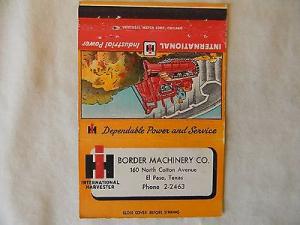 INTERNATIONAL
Industrial Power
IH
Dependable Power and Service
INTERNATIONAL
HARVESTER
BORDER MACHINERY CO.
160 North Cotton Avenue
El Paso, Texas
Phone 2-2463
CLOSE COVER BEFORE STRIKING